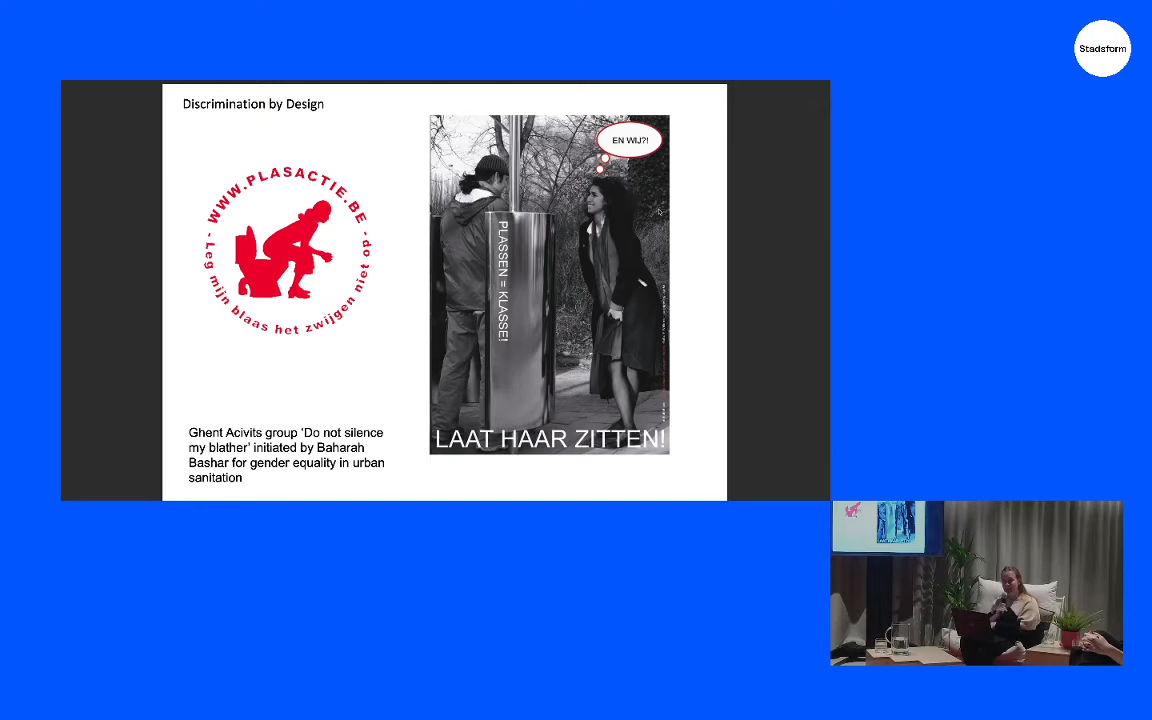 Stadsform
Discrimination by Design
WWW.PLASACTIE.BE
- Leg mijn blaas het zwijgen niet op -
EN WIJ?!
PLASSEN = KLASSE!
LAAT HAAR ZITTEN!
Ghent Acivits group ‘Do not silence
my blather’ initiated by Baharah
Bashar for gender equality in urban
sanitation